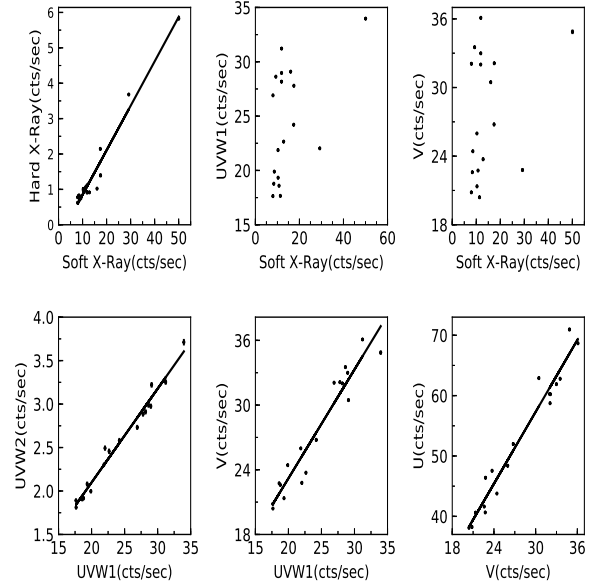 Hard X-Ray(cts/sec)
6
5
4
3
2
1
0
0 10 20 30 40 50
Soft X-Ray(cts/sec)
UVW1(cts/sec)
35
30
25
20
15
0 20 40 60
Soft X-Ray(cts/sec)
V(cts/sec)
36
30
24
18
0 10 20 30 40 50
Soft X-Ray(cts/sec)
UVW2(cts/sec)
4.0
3.5
3.0
2.5
2.0
1.5
15 20 25 30 35
UVW1(cts/sec)
V(cts/sec)
36
30
24
18
15 20 25 30 35
UVW1(cts/sec)
U(cts/sec)
70
60
50
40
18 24 30 36
V(cts/sec)